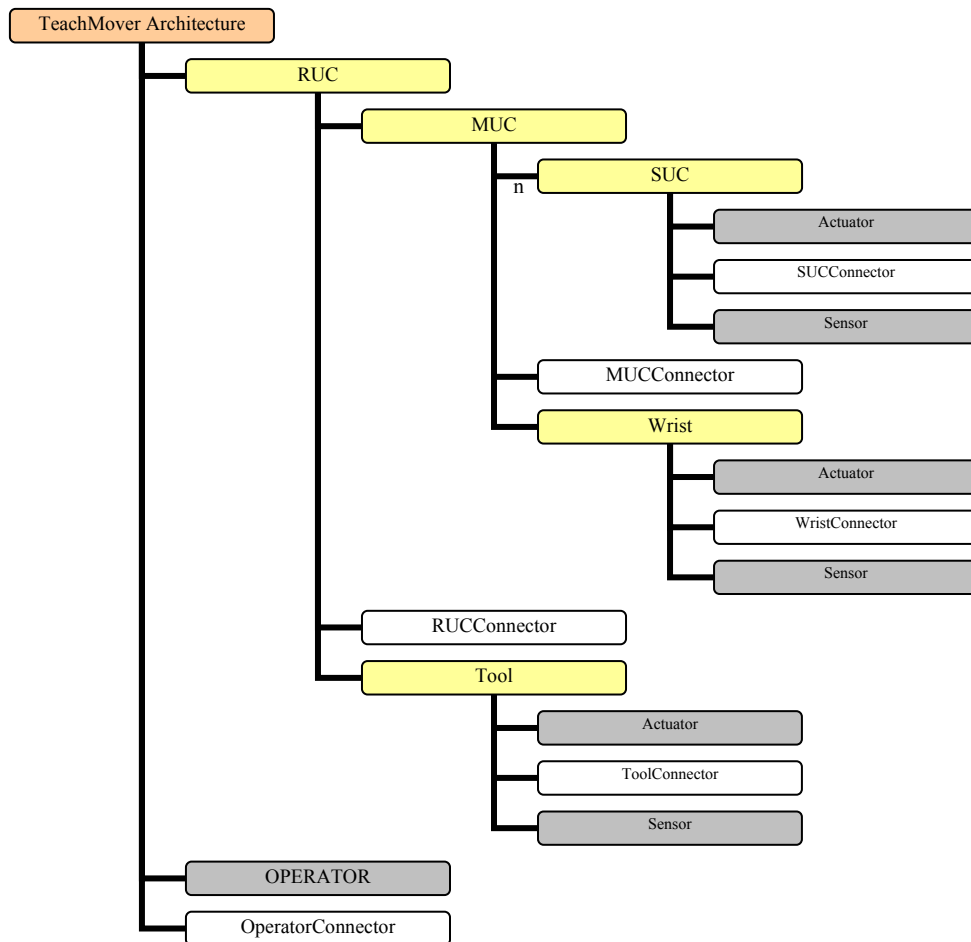 TeachMover Architecture
RUC
MUC
n
SUC
Actuator
SUCConnector
Sensor
MUCConnector
Wrist
Actuator
WristConnector
Sensor
RUCConnector
Tool
Actuator
ToolConnector
Sensor
OPERATOR
OperatorConnector